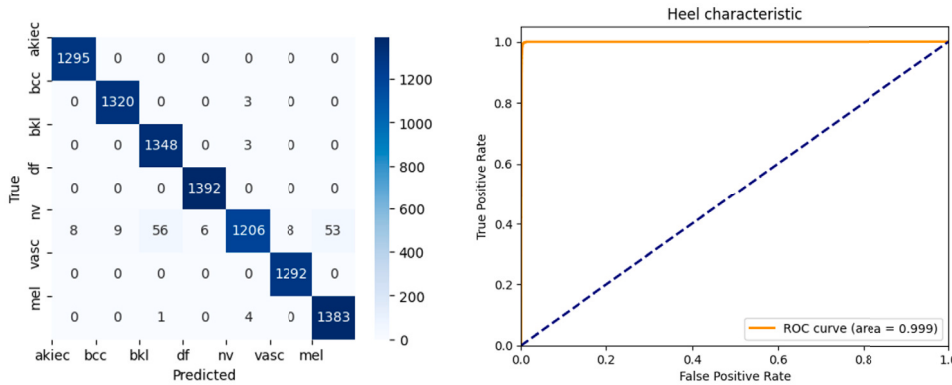 akiec
1295 0 0 0 0 0 0
bcc
0 1320 0 0 3 0 0
bkl
0 0 1348 0 3 0 0
df
0 0 0 1392 0 0 0
nv
8 9 56 6 1206 8 53
vasc
0 0 0 0 0 1292 0
mel
0 0 1 0 4 0 1383
True
akiec bcc bkl df nv vasc mel
Predicted
1200
1000
800
600
400
200
0
Heel characteristic
1.0
0.8
0.6
0.4
0.2
0.0
True Positive Rate
ROC curve (area = 0.999)
0.0 0.2 0.4 0.6 0.8 1.0
False Positive Rate